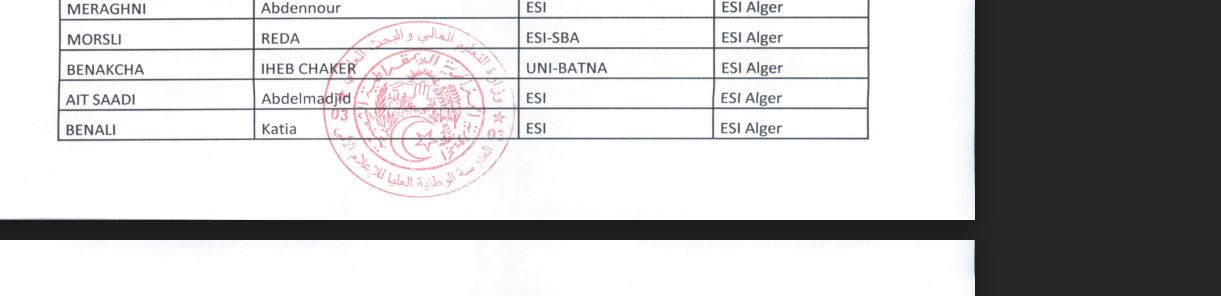 MERAGHNI Abdennour ESI ESI Alger
MORSLI REDA ESI-SBA ESI Alger
BENAKCHA IHEB CHAKER UNI-BATNA ESI Alger
AIT SAADI Abdelmadjid ESI ESI Alger
BENALI Katia ESI ESI Alger
وزارة التعليم العالي و البحث العلمي
المدرسة الوطنية العليا للإعلام الآلي
03